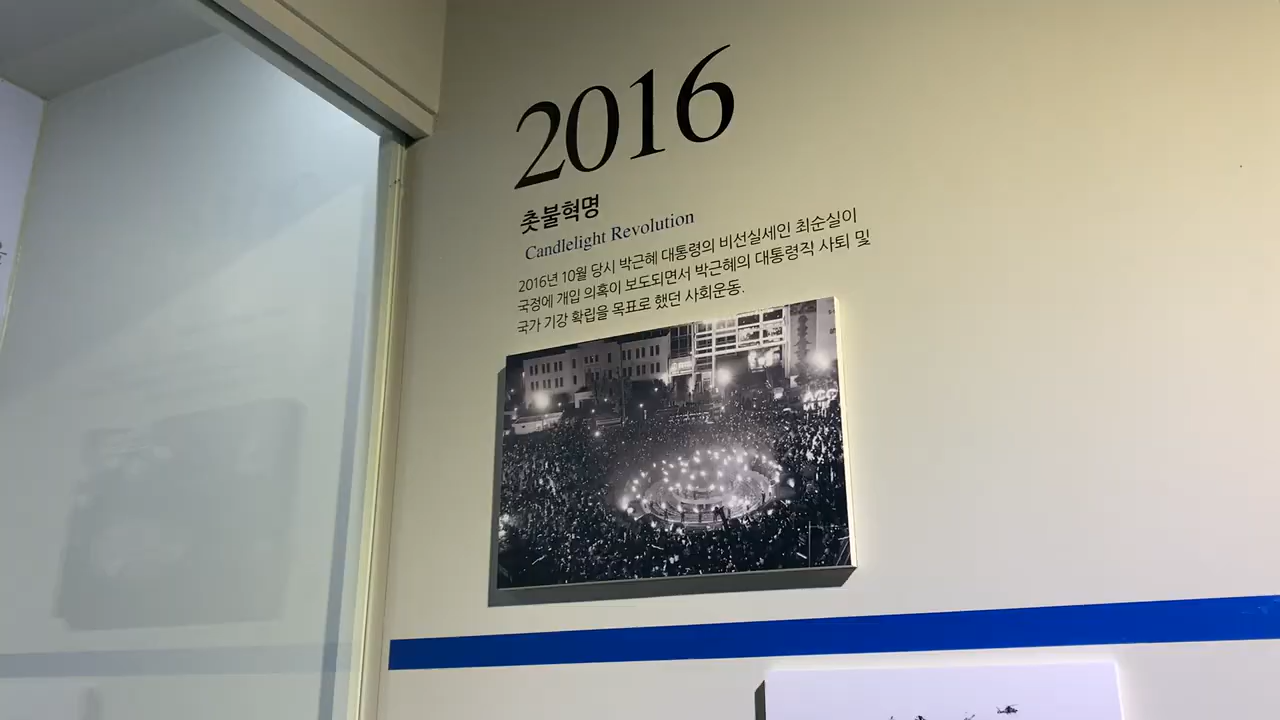 2016
촛불혁명
Candlelight Revolution
2016년 10월 당시 박근혜 대통령의 비선실세인 최순실이
국정에 개입 의혹이 보도되면서 박근혜의 대통령직 사퇴 및
국가 기강 확립을 목표로 했던 사회운동.